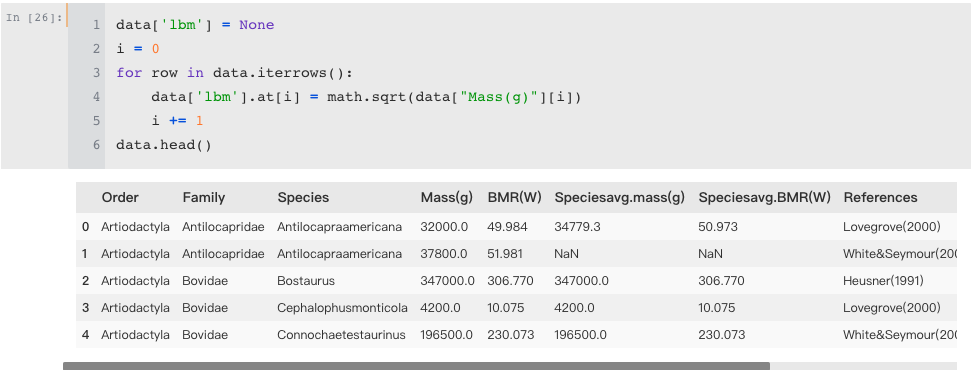 In [26]:
1 data['lbm'] = None
2 i = 0
3 for row in data.iterrows():
4     data['lbm'].at[i] = math.sqrt(data["Mass(g)"][i])
5     i += 1
6 data.head()
Order Family Species Mass(g) BMR(W) Speciesavg.mass(g) Speciesavg.BMR(W) References
0 Artiodactyla Antilocapridae Antilocapraamericana 32000.0 49.984 34779.3 50.973 Lovegrove(2000)
1 Artiodactyla Antilocapridae Antilocapraamericana 37800.0 51.981 NaN NaN White&Seymour(200
2 Artiodactyla Bovidae Bostaurus 347000.0 306.770 347000.0 306.770 Heusner(1991)
3 Artiodactyla Bovidae Cephalophusmonticola 4200.0 10.075 4200.0 10.075 Lovegrove(2000)
4 Artiodactyla Bovidae Connochaetestaurinus 196500.0 230.073 196500.0 230.073 White&Seymour(200